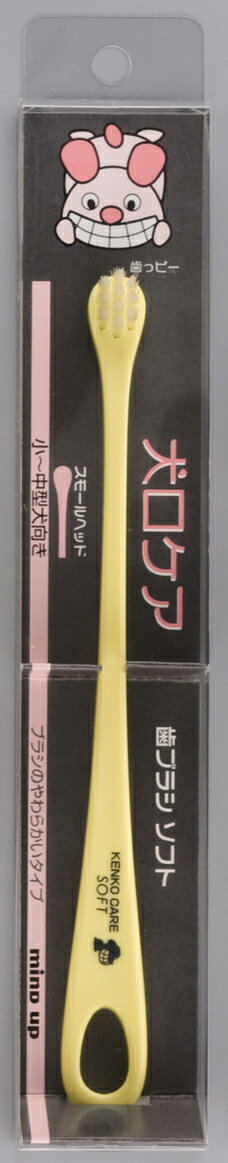 歯ッピー
犬口ケア
スモールヘッド
小〜中型犬向き
歯ブラシ ソフト
KENKO CARE
SOFT
ブラシのやわらかいタイプ
mind up